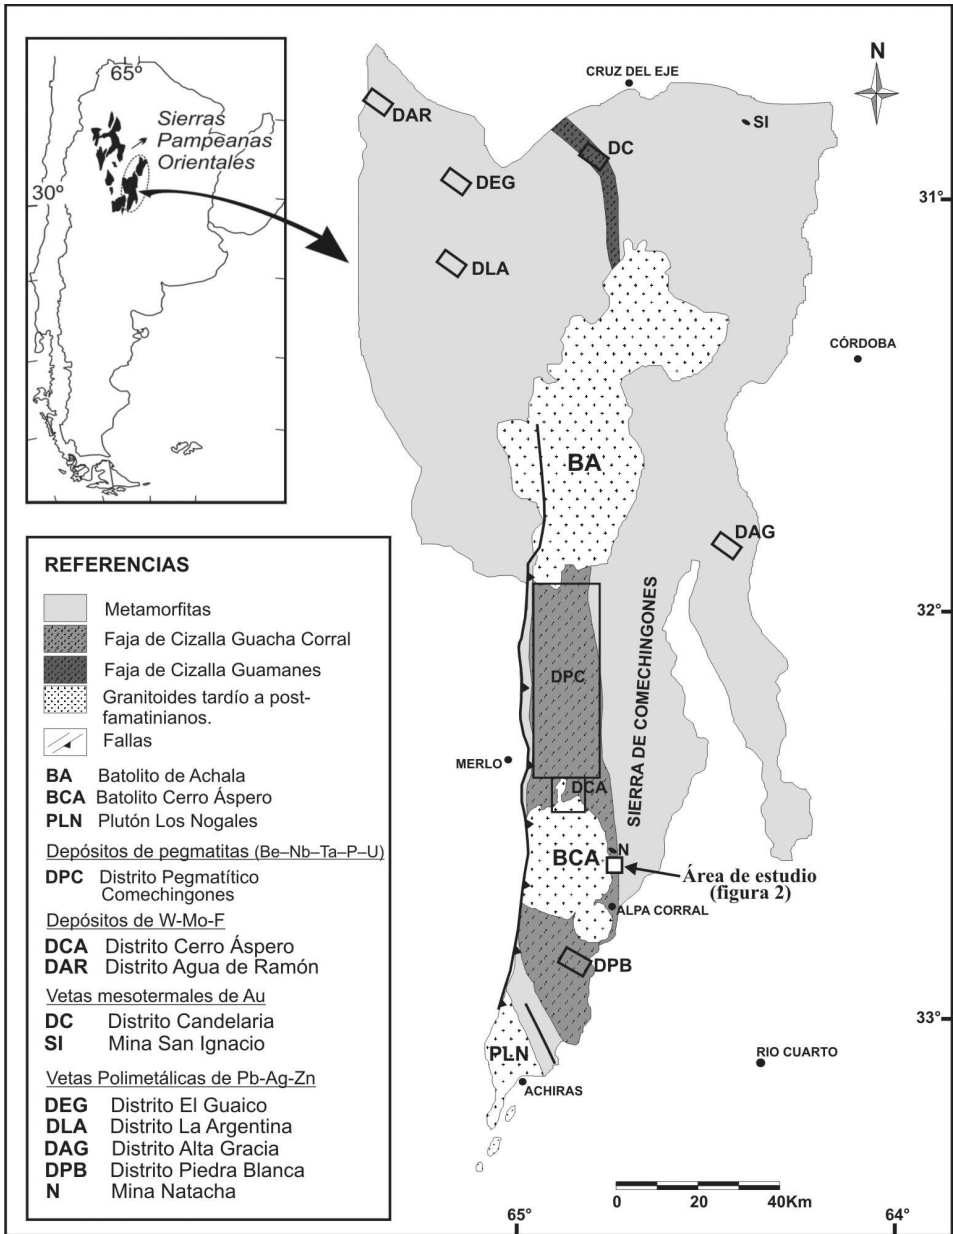 65º
Sierras
Pampeanas
Orientales
30º
N
CRUZ DEL EJE
DAR
SI
DC
DEG
31°
DLA
CÓRDOBA
BA
DAG
32°
SIERRA DE COMECHINGONES
DPC
MERLO
DCA
N
BCA
Área de estudio
(figura 2)
ALPA CORRAL
DPB
33°
PLN
RIO CUARTO
ACHIRAS
0 20 40Km
65° 64°
REFERENCIAS
Metamorfitas
Faja de Cizalla Guacha Corral
Faja de Cizalla Guamanes
Granitoides tardío a post-
famatinianos.
Fallas
BA Batolito de Achala
BCA Batolito Cerro Áspero
PLN Plutón Los Nogales
Depósitos de pegmatitas (Be–Nb–Ta–P–U)
DPC Distrito Pegmatítico
Comechingones
Depósitos de W-Mo-F
DCA Distrito Cerro Áspero
DAR Distrito Agua de Ramón
Vetas mesotermales de Au
DC Distrito Candelaria
SI Mina San Ignacio
Vetas Polimetálicas de Pb-Ag-Zn
DEG Distrito El Guaico
DLA Distrito La Argentina
DAG Distrito Alta Gracia
DPB Distrito Piedra Blanca
N Mina Natacha